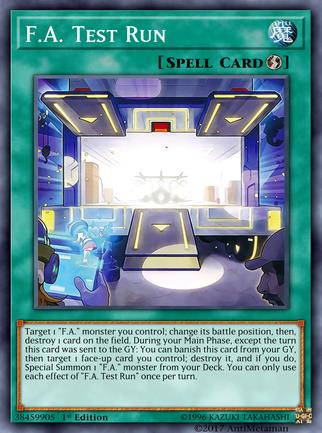 F.A. Test Run
[Spell Card]
Target 1 "F.A." monster you control; change its battle position, then,
destroy 1 card on the field. During your Main Phase, except the turn
this card was sent to the GY: You can banish this card from your GY,
then target 1 face-up card you control; destroy it, and if you do,
Special Summon 1 "F.A." monster from your Deck. You can only use
each effect of "F.A. Test Run" once per turn.
38459905 1st Edition ©1996 KAZUKI TAKAHASHI
©2017 AntiMetaman